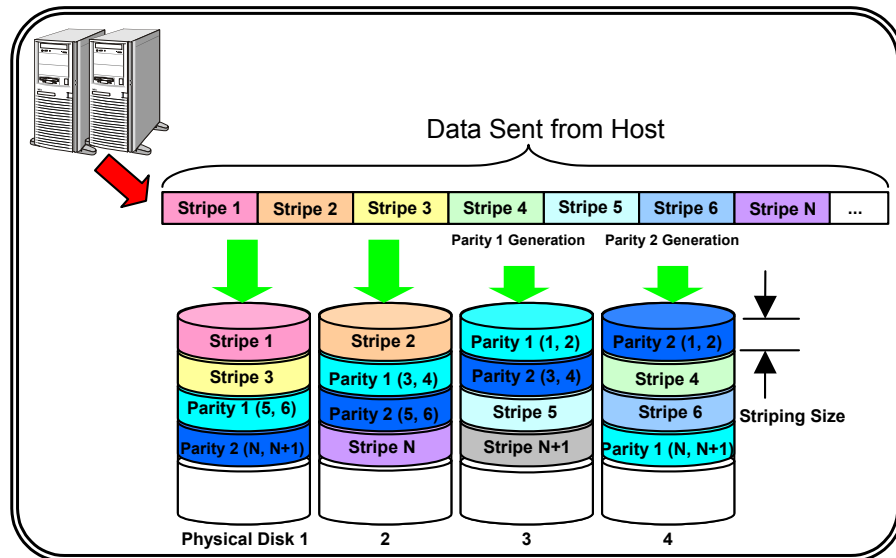 Data Sent from Host
Stripe 1 Stripe 2 Stripe 3 Stripe 4 Stripe 5 Stripe 6 Stripe N ...
Parity 1 Generation Parity 2 Generation
Stripe 1 Stripe 2 Parity 1 (1, 2) Parity 2 (1, 2)
Stripe 3 Parity 1 (3, 4) Parity 2 (3, 4) Stripe 4
Parity 1 (5, 6) Parity 2 (5, 6) Stripe 5 Stripe 6
Striping Size
Parity 2 (N, N+1) Stripe N Stripe N+1 Parity 1 (N, N+1)
Physical Disk 1 2 3 4